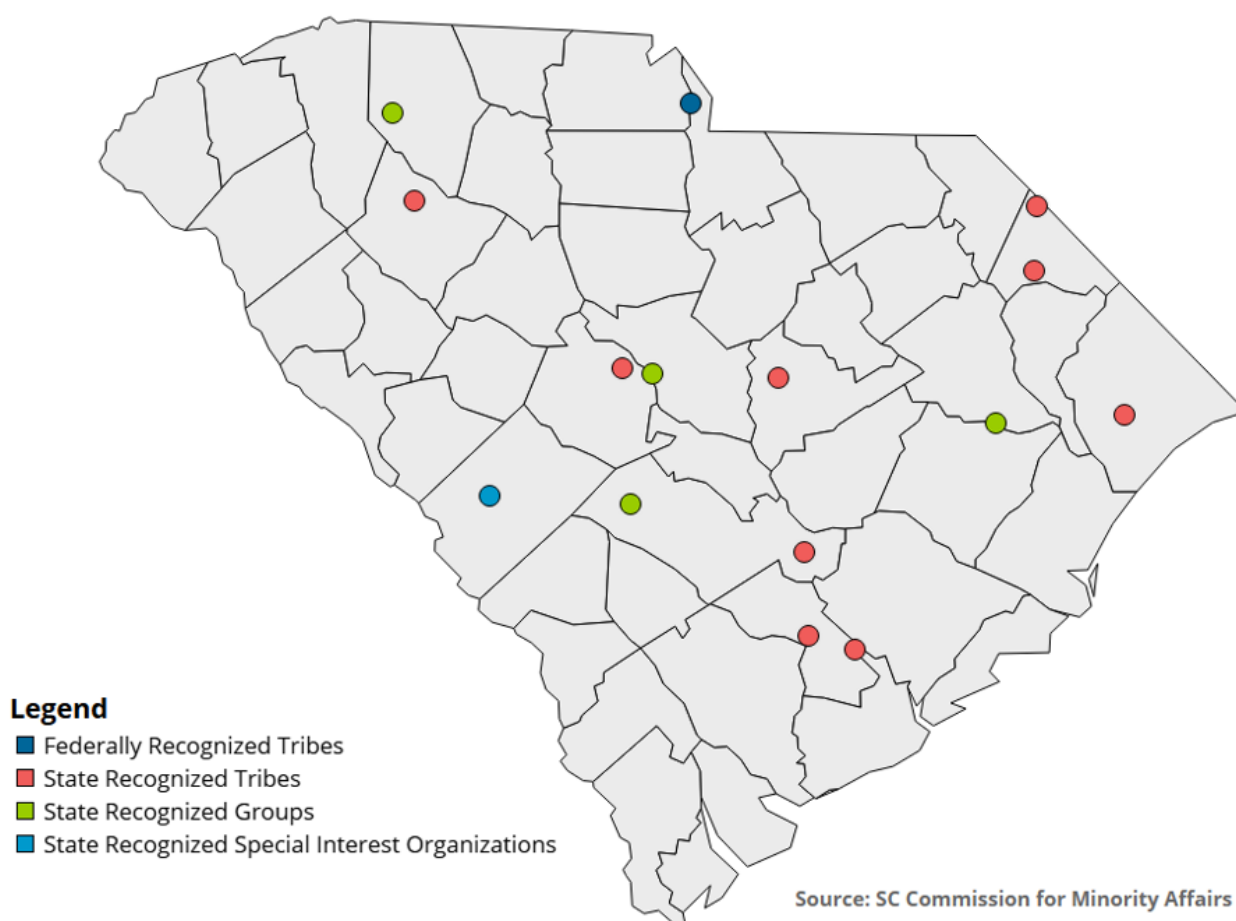 Legend
Federally Recognized Tribes
State Recognized Tribes
State Recognized Groups
State Recognized Special Interest Organizations
Source: SC Commission for Minority Affairs